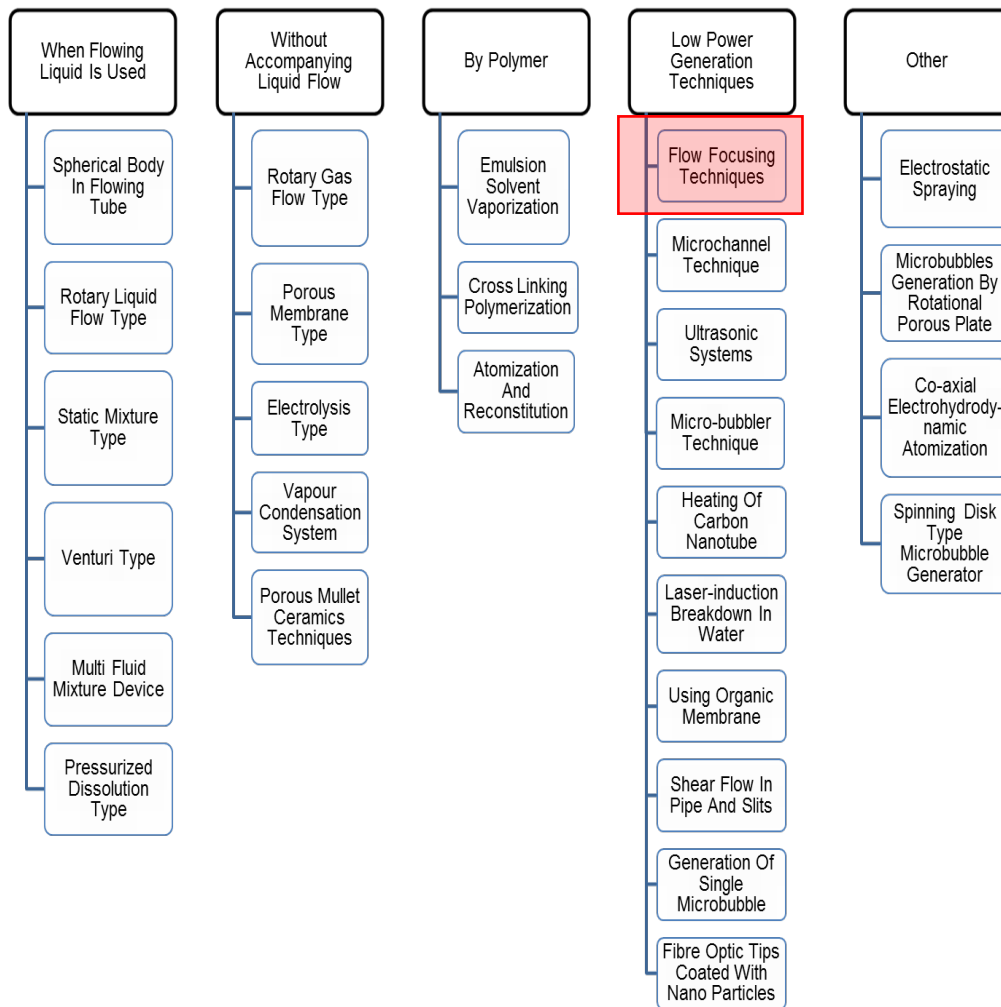 When Flowing
Liquid Is Used
Spherical Body
In Flowing
Tube
Rotary Liquid
Flow Type
Static Mixture
Type
Venturi Type
Multi Fluid
Mixture Device
Pressurized
Dissolution
Type
Without
Accompanying
Liquid Flow
Rotary Gas
Flow Type
Porous
Membrane
Type
Electrolysis
Type
Vapour
Condensation
System
Porous Mullet
Ceramics
Techniques
By Polymer
Emulsion
Solvent
Vaporization
Cross Linking
Polymerization
Atomization
And
Reconstitution
Low Power
Generation
Techniques
Flow Focusing
Techniques
Microchannel
Technique
Ultrasonic
Systems
Micro-bubbler
Technique
Heating Of
Carbon
Nanotube
Laser-induction
Breakdown In
Water
Using Organic
Membrane
Shear Flow In
Pipe And Slits
Generation Of
Single
Microbubble
Fibre Optic Tips
Coated With
Nano Particles
Other
Electrostatic
Spraying
Microbubbles
Generation By
Rotational
Porous Plate
Co-axial
Electrohydrody-
namic
Atomization
Spinning Disk
Type
Microbubble
Generator